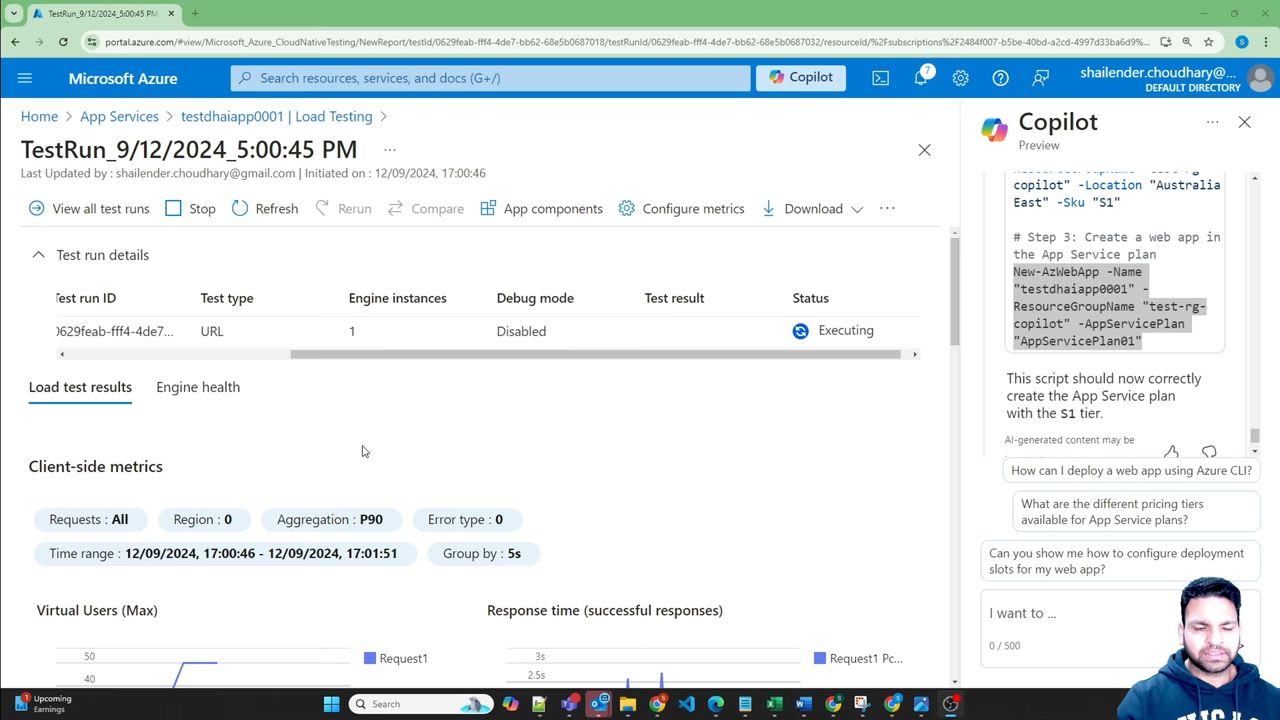 TestRun_9/12/2024_5:00:45 PM
portal.azure.com/#view/Microsoft_Azure_CloudNativeTesting/NewReport/testId/0629feab-fff4-4de7-bb62-68e5b0687018/testRunId/0629feab-fff4-4de7-bb62-68e5b0687032/resourceId/%2Fsubscriptions%2F2484f007-b5be-40bd-a2cd-4997d33ba6d9%...
S
Microsoft Azure
Search resources, services, and docs (G+/)
Copilot
7
shailender.choudhary@...
DEFAULT DIRECTORY
Home > App Services > testdhaiapp0001 | Load Testing >
TestRun_9/12/2024_5:00:45 PM ...
Last Updated by : shailender.choudhary@gmail.com | Initiated on : 12/09/2024, 17:00:46
View all test runs Stop Refresh Rerun Compare App components Configure metrics Download ...
Test run details
Test run ID Test type Engine instances Debug mode Test result Status
0629feab-fff4-4de7... URL 1 Disabled Executing
Load test results Engine health
Client-side metrics
Requests : All Region : 0 Aggregation : P90 Error type : 0
Time range : 12/09/2024, 17:00:46 - 12/09/2024, 17:01:51 Group by : 5s
Virtual Users (Max)
50
40
Request1
Response time (successful responses)
3s
2.5s
Request1 Pc...
Copilot
Preview
copilot" -Location "Australia
East" -Sku "S1"
# Step 3: Create a web app in
the App Service plan
New-AzWebApp -Name
"testdhaiapp0001" -
ResourceGroupName "test-rg-
copilot" -AppServicePlan
"AppServicePlan01"
This script should now correctly
create the App Service plan
with the S1 tier.
AI-generated content may be
How can I deploy a web app using Azure CLI?
What are the different pricing tiers
available for App Service plans?
Can you show me how to configure deployment
slots for my web app?
I want to ...
0 / 500
1
Upcoming
Earnings
Search